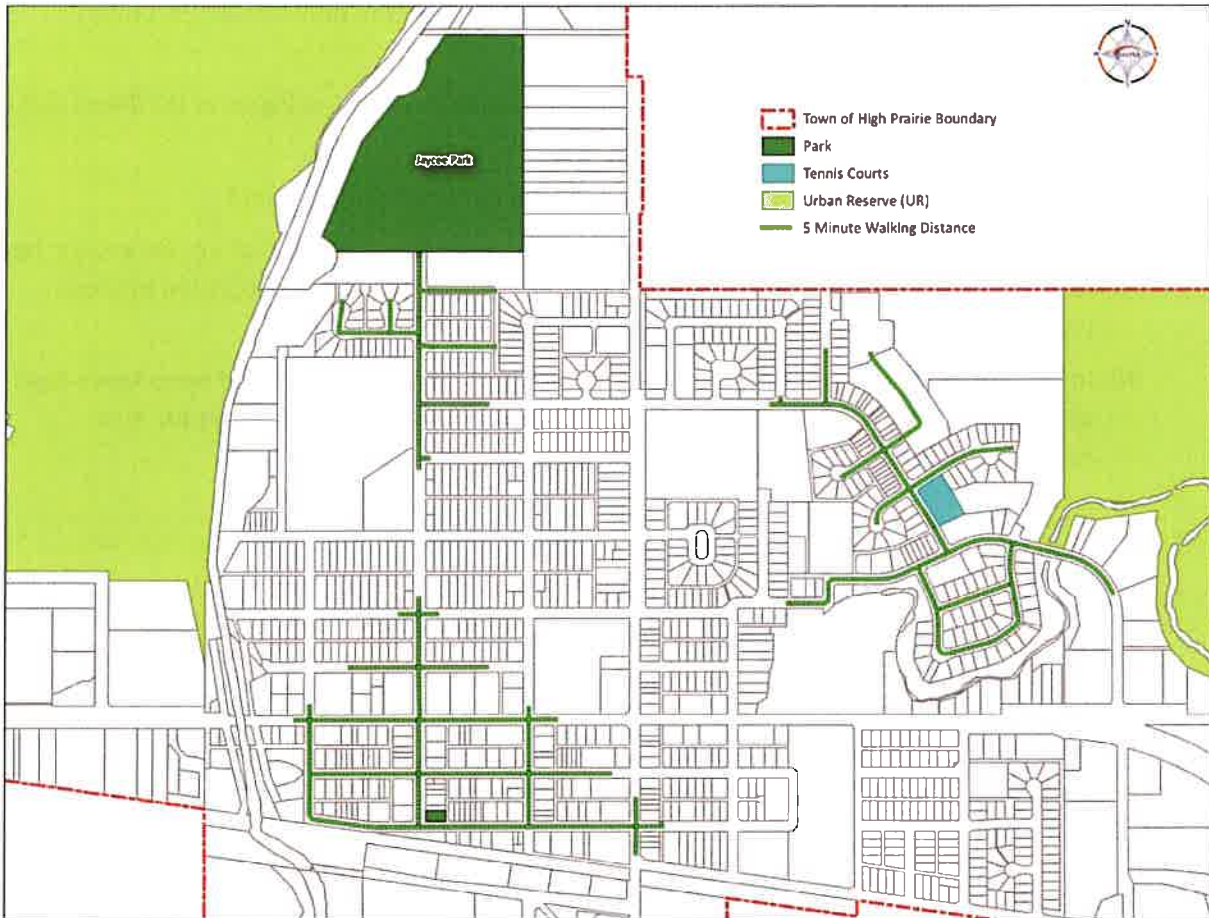 Jaycee Park
Town of High Prairie Boundary
Park
Tennis Courts
Urban Reserve (UR)
5 Minute Walking Distance